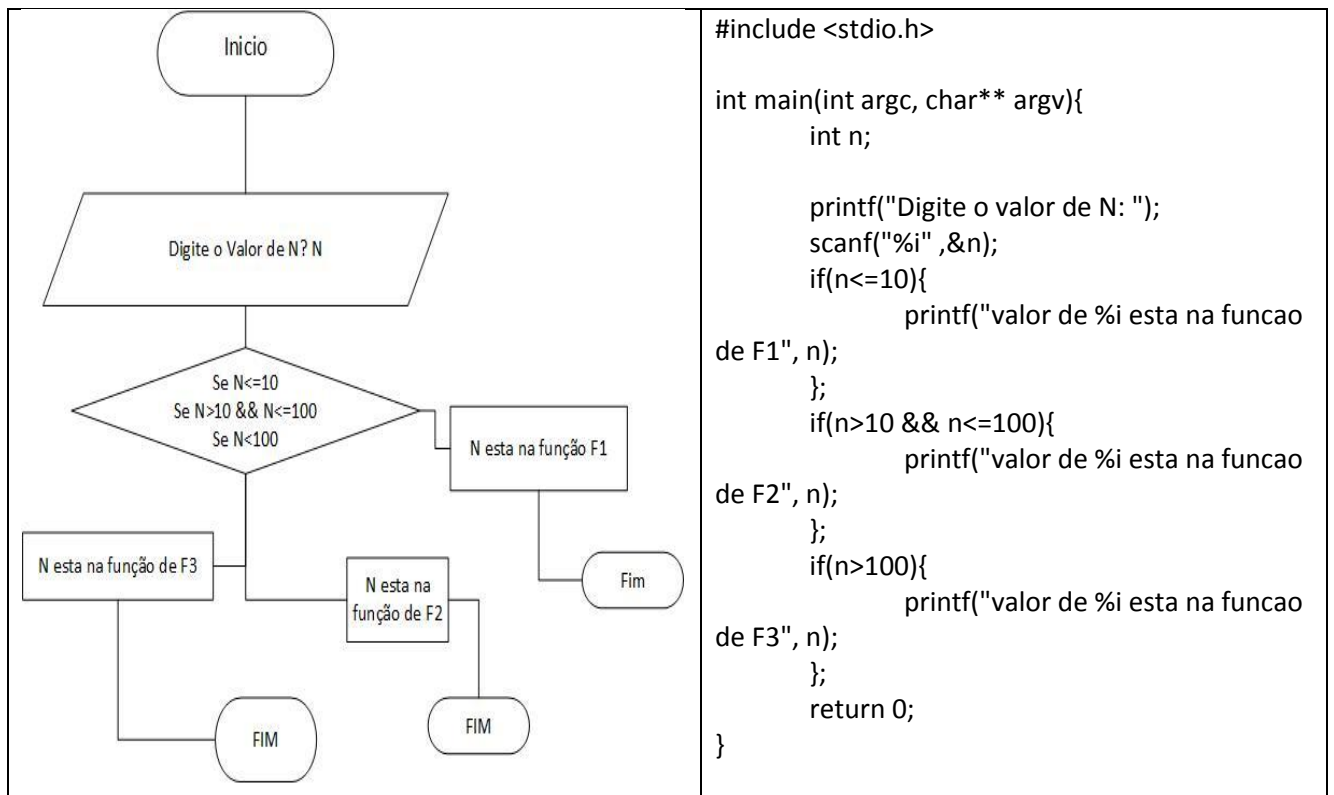 Inicio
Digite o Valor de N? N
Se N<=10
Se N>10 && N<=100
Se N<100
N esta na função F1
N esta na função de F3
N esta na
função de F2
Fim
FIM
FIM
#include <stdio.h>
int main(int argc, char** argv){
int n;
printf("Digite o valor de N: ");
scanf("%i" ,&n);
if(n<=10){
printf("valor de %i esta na funcao
de F1", n);
};
if(n>10 && n<=100){
printf("valor de %i esta na funcao
de F2", n);
};
if(n>100){
printf("valor de %i esta na funcao
de F3", n);
};
return 0;
}